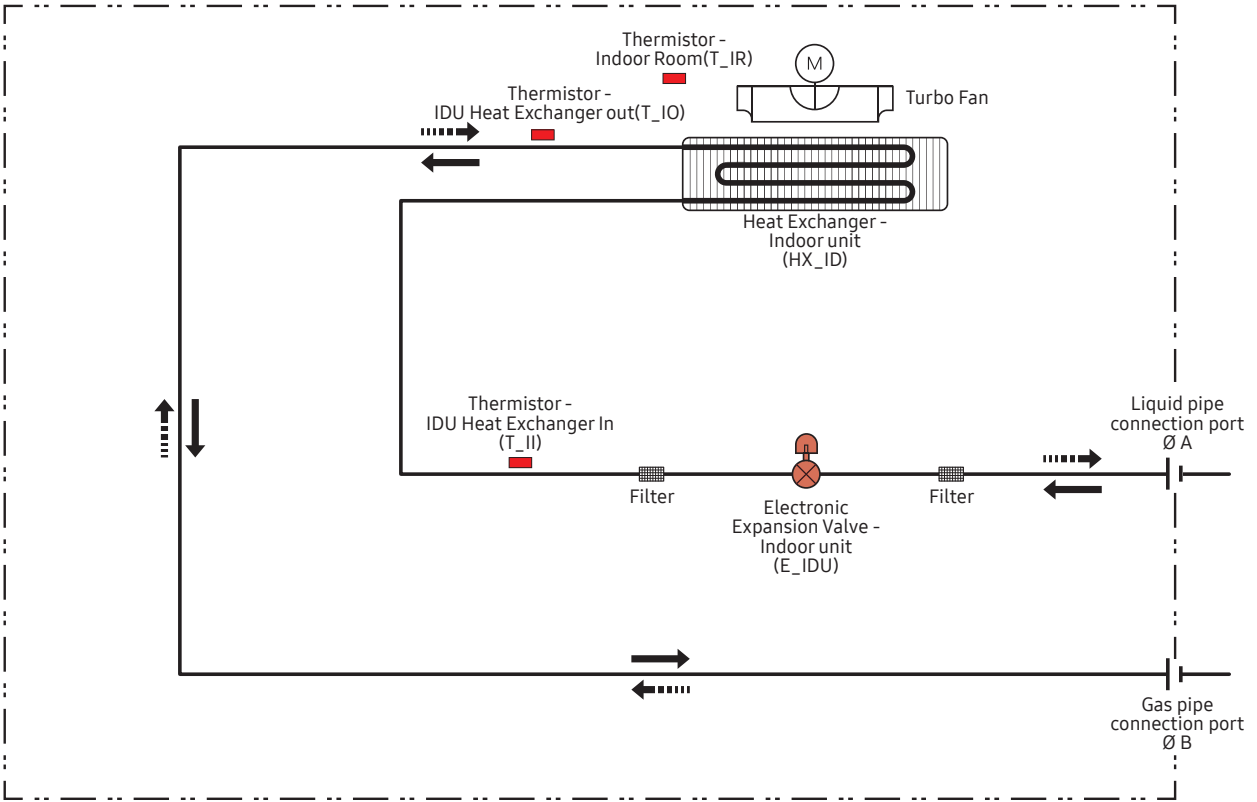 Thermistor -
Indoor Room(T_IR)
M
Turbo Fan
Thermistor -
IDU Heat Exchanger out(T_IO)
Heat Exchanger -
Indoor unit
(HX_ID)
Thermistor -
IDU Heat Exchanger In
(T_II)
Filter
Electronic
Expansion Valve -
Indoor unit
(E_IDU)
Filter
Liquid pipe
connection port
Ø A
Gas pipe
connection port
Ø B